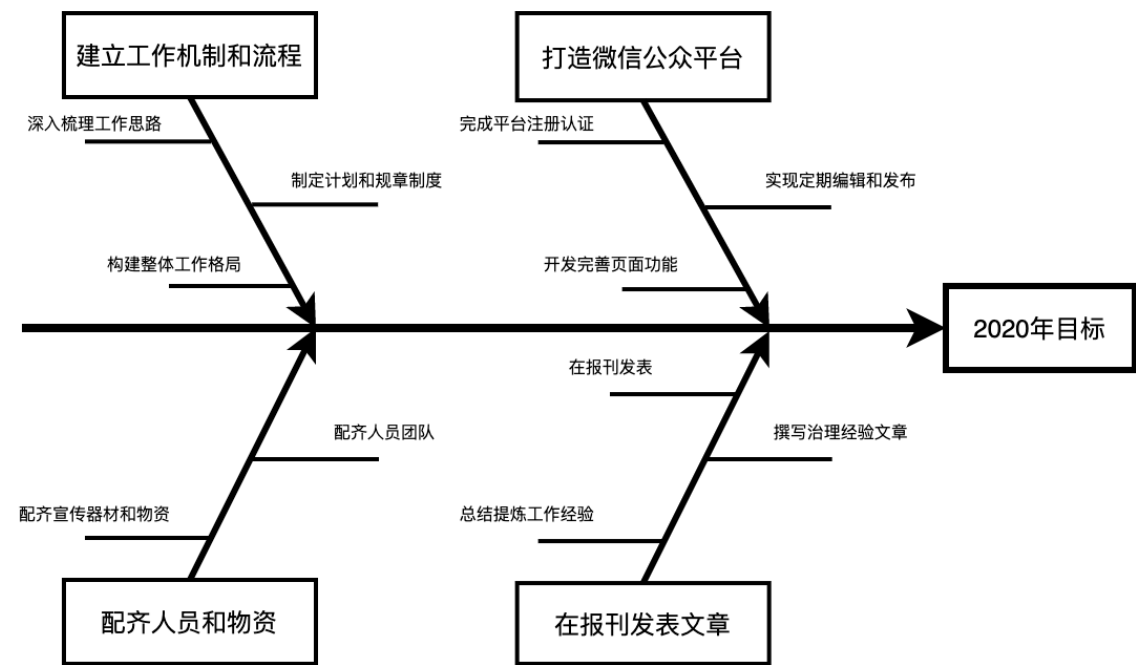 建立工作机制和流程
打造微信公众平台
深入梳理工作思路
完成平台注册认证
制定计划和规章制度
实现定期编辑和发布
构建整体工作格局
开发完善页面功能
2020年目标
在报刊发表
配齐人员团队
撰写治理经验文章
配齐宣传器材和物资
总结提炼工作经验
配齐人员和物资
在报刊发表文章